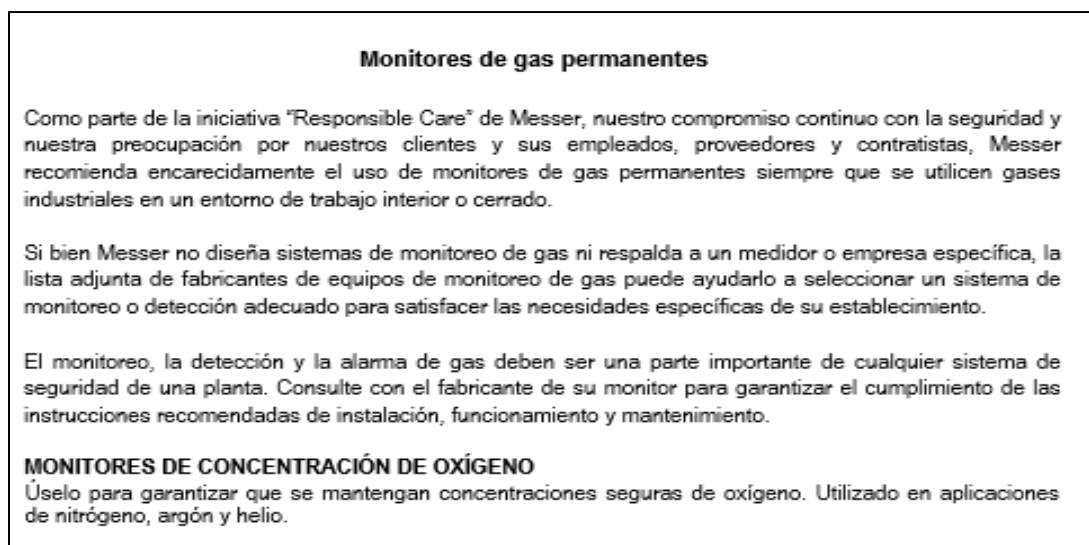 Monitores de gas permanentes
Como parte de la iniciativa "Responsible Care" de Messer, nuestro compromiso continuo con la seguridad y
nuestra preocupación por nuestros clientes y sus empleados, proveedores y contratistas, Messer
recomienda encarecidamente el uso de monitores de gas permanentes siempre que se utilicen gases
industriales en un entorno de trabajo interior o cerrado.
Si bien Messer no diseña sistemas de monitoreo de gas ni respalda a un medidor o empresa específica, la
lista adjunta de fabricantes de equipos de monitoreo de gas puede ayudarlo a seleccionar un sistema de
monitoreo o detección adecuado para satisfacer las necesidades específicas de su establecimiento.
El monitoreo, la detección y la alarma de gas deben ser una parte importante de cualquier sistema de
seguridad de una planta. Consulte con el fabricante de su monitor para garantizar el cumplimiento de las
instrucciones recomendadas de instalación, funcionamiento y mantenimiento.
MONITORES DE CONCENTRACIÓN DE OXÍGENO
Úselo para garantizar que se mantengan concentraciones seguras de oxígeno. Utilizado en aplicaciones
de nitrógeno, argón y helio.